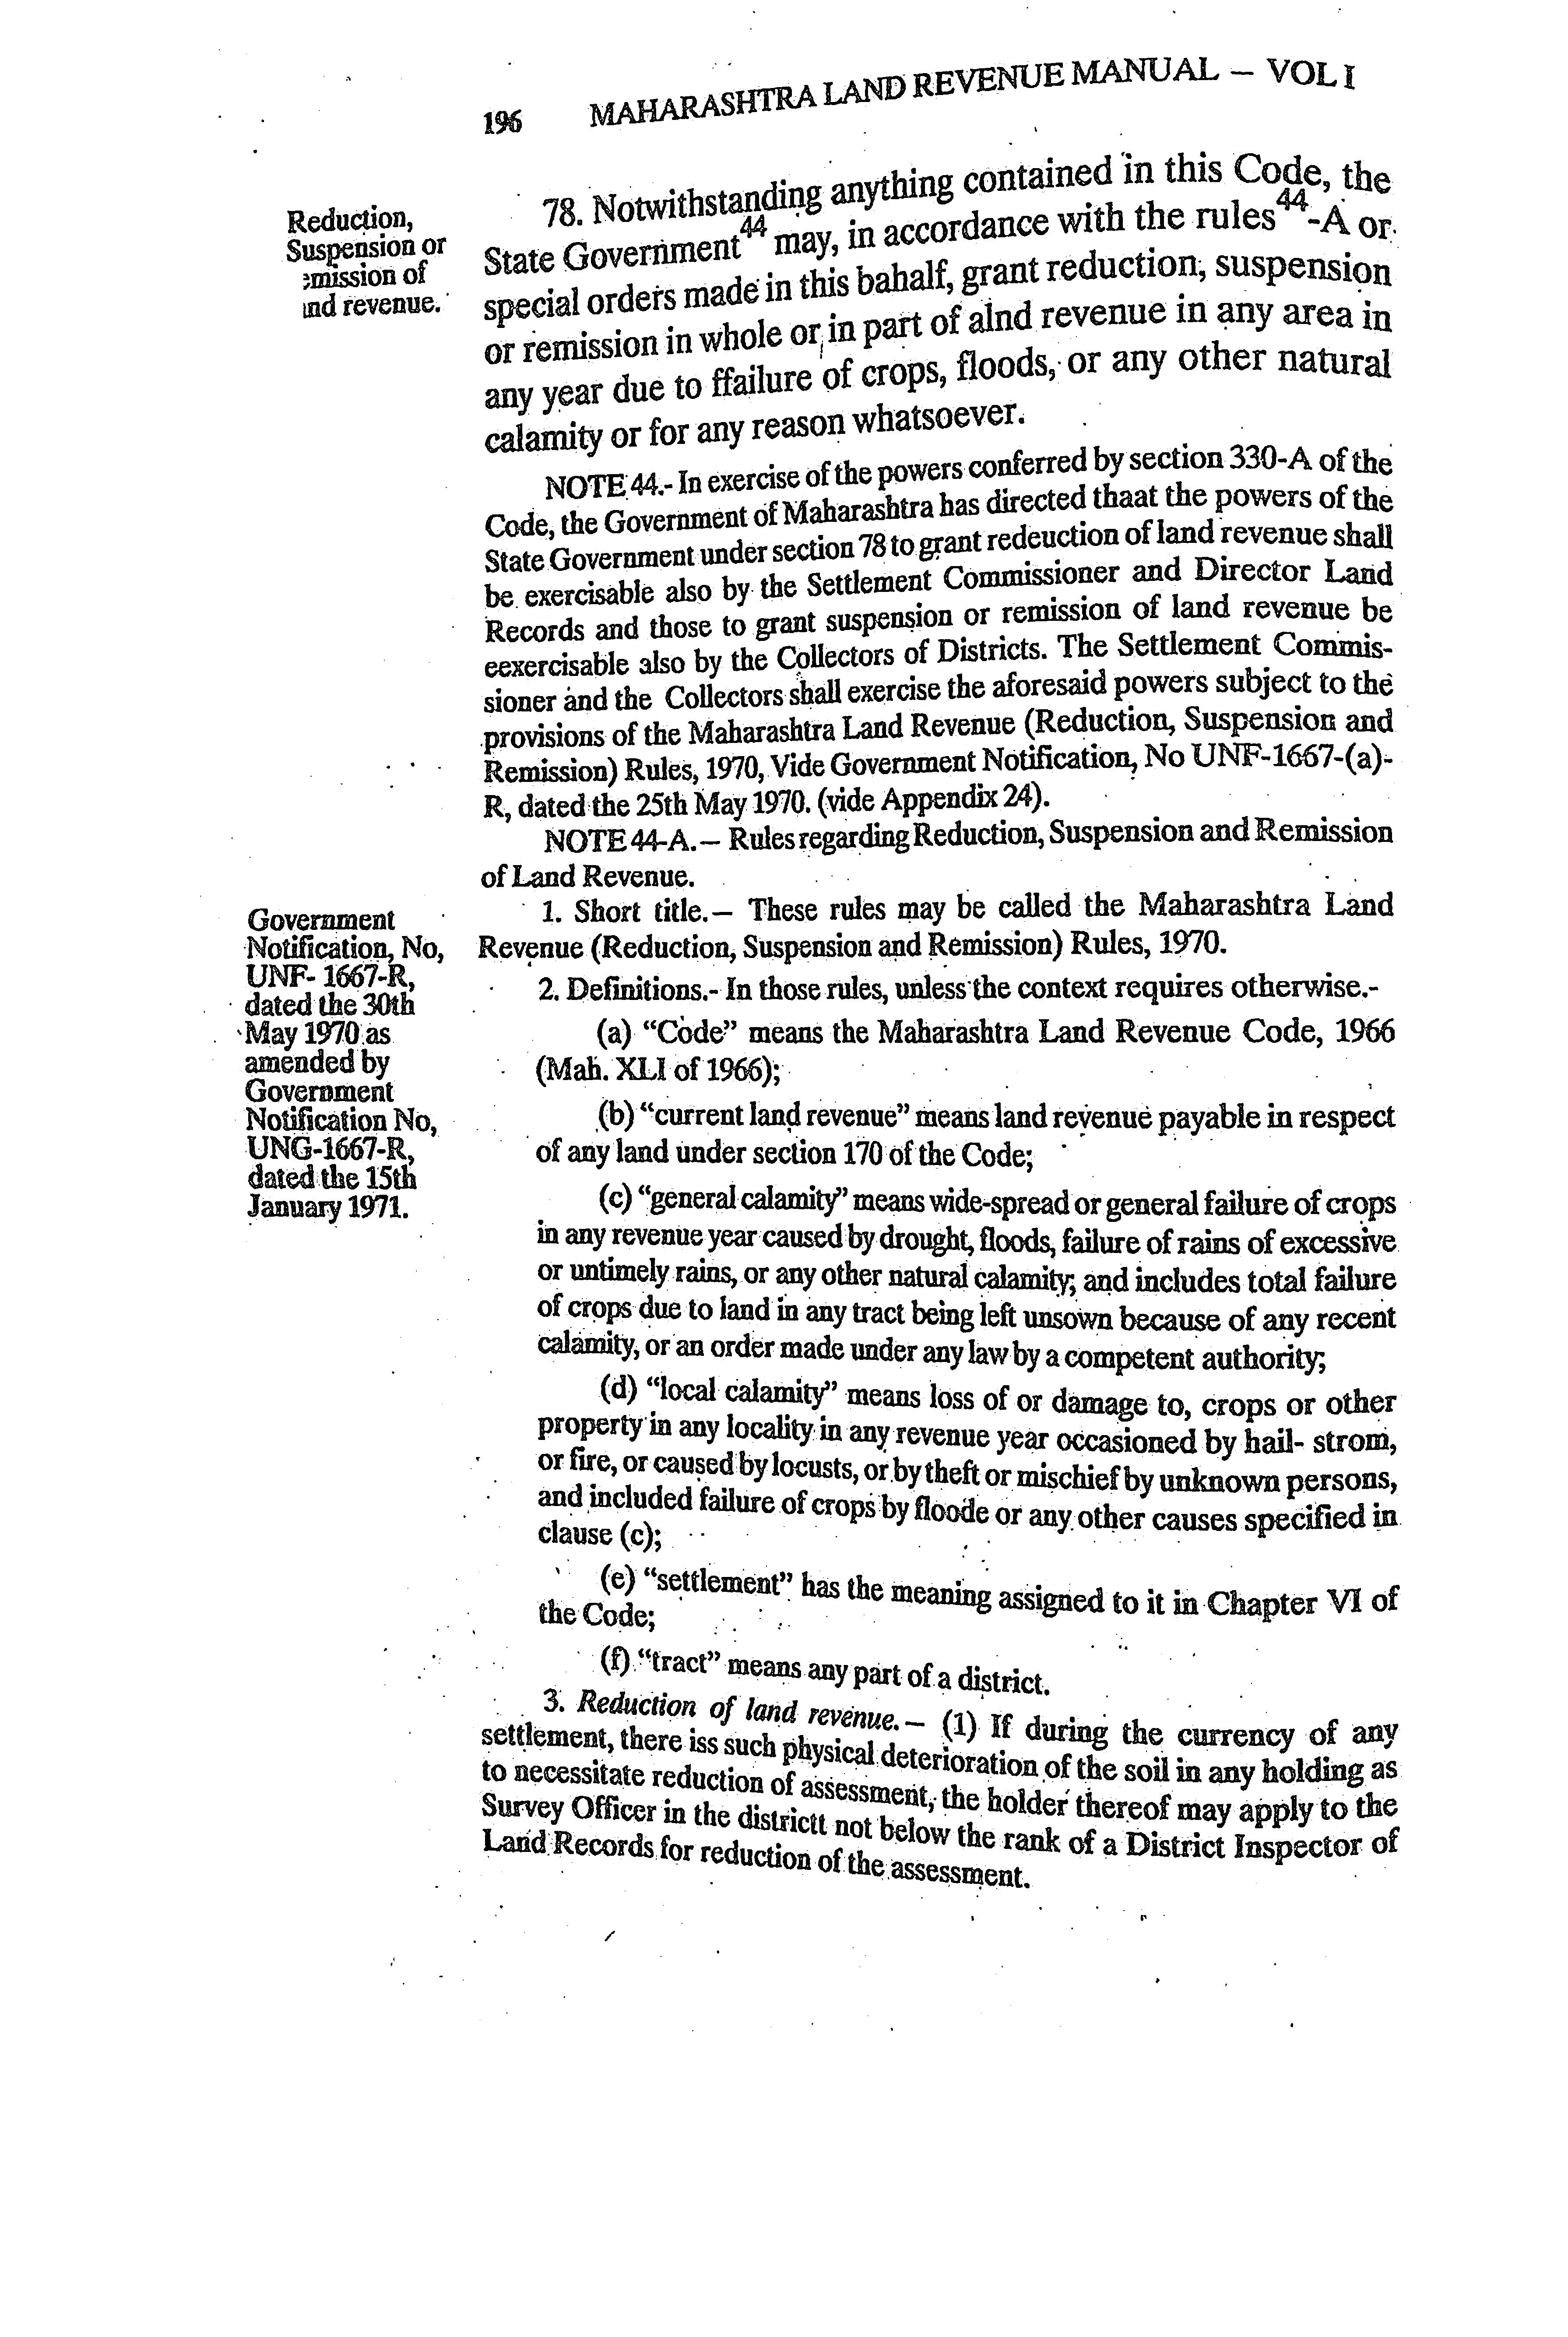 196 MAHARASHTRA LAND REVENUE MANUAL – VOL I
Reduction,
Suspension or
emission of
and revenue.
78. Notwithstanding anything contained in this Code, the
State Government44 may, in accordance with the rules44-A or
special orders made in this bahalf, grant reduction, suspension
or remission in whole or in part of alnd revenue in any area in
any year due to ffailure of crops, floods, or any other natural
calamity or for any reason whatsoever.
NOTE 44.- In exercise of the powers conferred by section 330-A of the
Code, the Government of Maharashtra has directed thaat the powers of the
State Government under section 78 to grant redeuction of land revenue shall
be exercisable also by the Settlement Commissioner and Director Land
Records and those to grant suspension or remission of land revenue be
eexercisable also by the Collectors of Districts. The Settlement Commis-
sioner and the Collectors shall exercise the aforesaid powers subject to the
provisions of the Maharashtra Land Revenue (Reduction, Suspension and
Remission) Rules, 1970, Vide Government Notification, No UNF-1667-(a)-
R, dated the 25th May 1970. (vide Appendix 24).
NOTE 44-A.– Rules regarding Reduction, Suspension and Remission
of Land Revenue.
Government
Notification, No,
UNF- 1667-R,
dated the 30th
May 1970 as
amended by
Government
Notification No,
UNG-1667-R,
dated the 15th
January 1971.
1. Short title.– These rules may be called the Maharashtra Land
Revenue (Reduction, Suspension and Remission) Rules, 1970.
2. Definitions.- In those rules, unless the context requires otherwise.-
(a) “Code” means the Maharashtra Land Revenue Code, 1966
(Mah. XLI of 1966);
(b) “current land revenue” means land revenue payable in respect
of any land under section 170 of the Code;
(c) “general calamity” means wide-spread or general failure of crops
in any revenue year caused by drought, floods, failure of rains of excessive
or untimely rains, or any other natural calamity; and includes total failure
of crops due to land in any tract being left unsown because of any recent
calamity, or an order made under any law by a competent authority;
(d) “local calamity” means loss of or damage to, crops or other
property in any locality in any revenue year occasioned by hail- strom,
or fire, or caused by locusts, or by theft or mischief by unknown persons,
and included failure of crops by floode or any other causes specified in
clause (c);
(e) “settlement” has the meaning assigned to it in Chapter VI of
the Code;
(f) “tract” means any part of a district.
3. Reduction of land revenue.– (1) If during the currency of any
settlement, there iss such physical deterioration of the soil in any holding as
to necessitate reduction of assessment, the holder thereof may apply to the
Survey Officer in the districtt not below the rank of a District Inspector of
Land Records for reduction of the assessment.